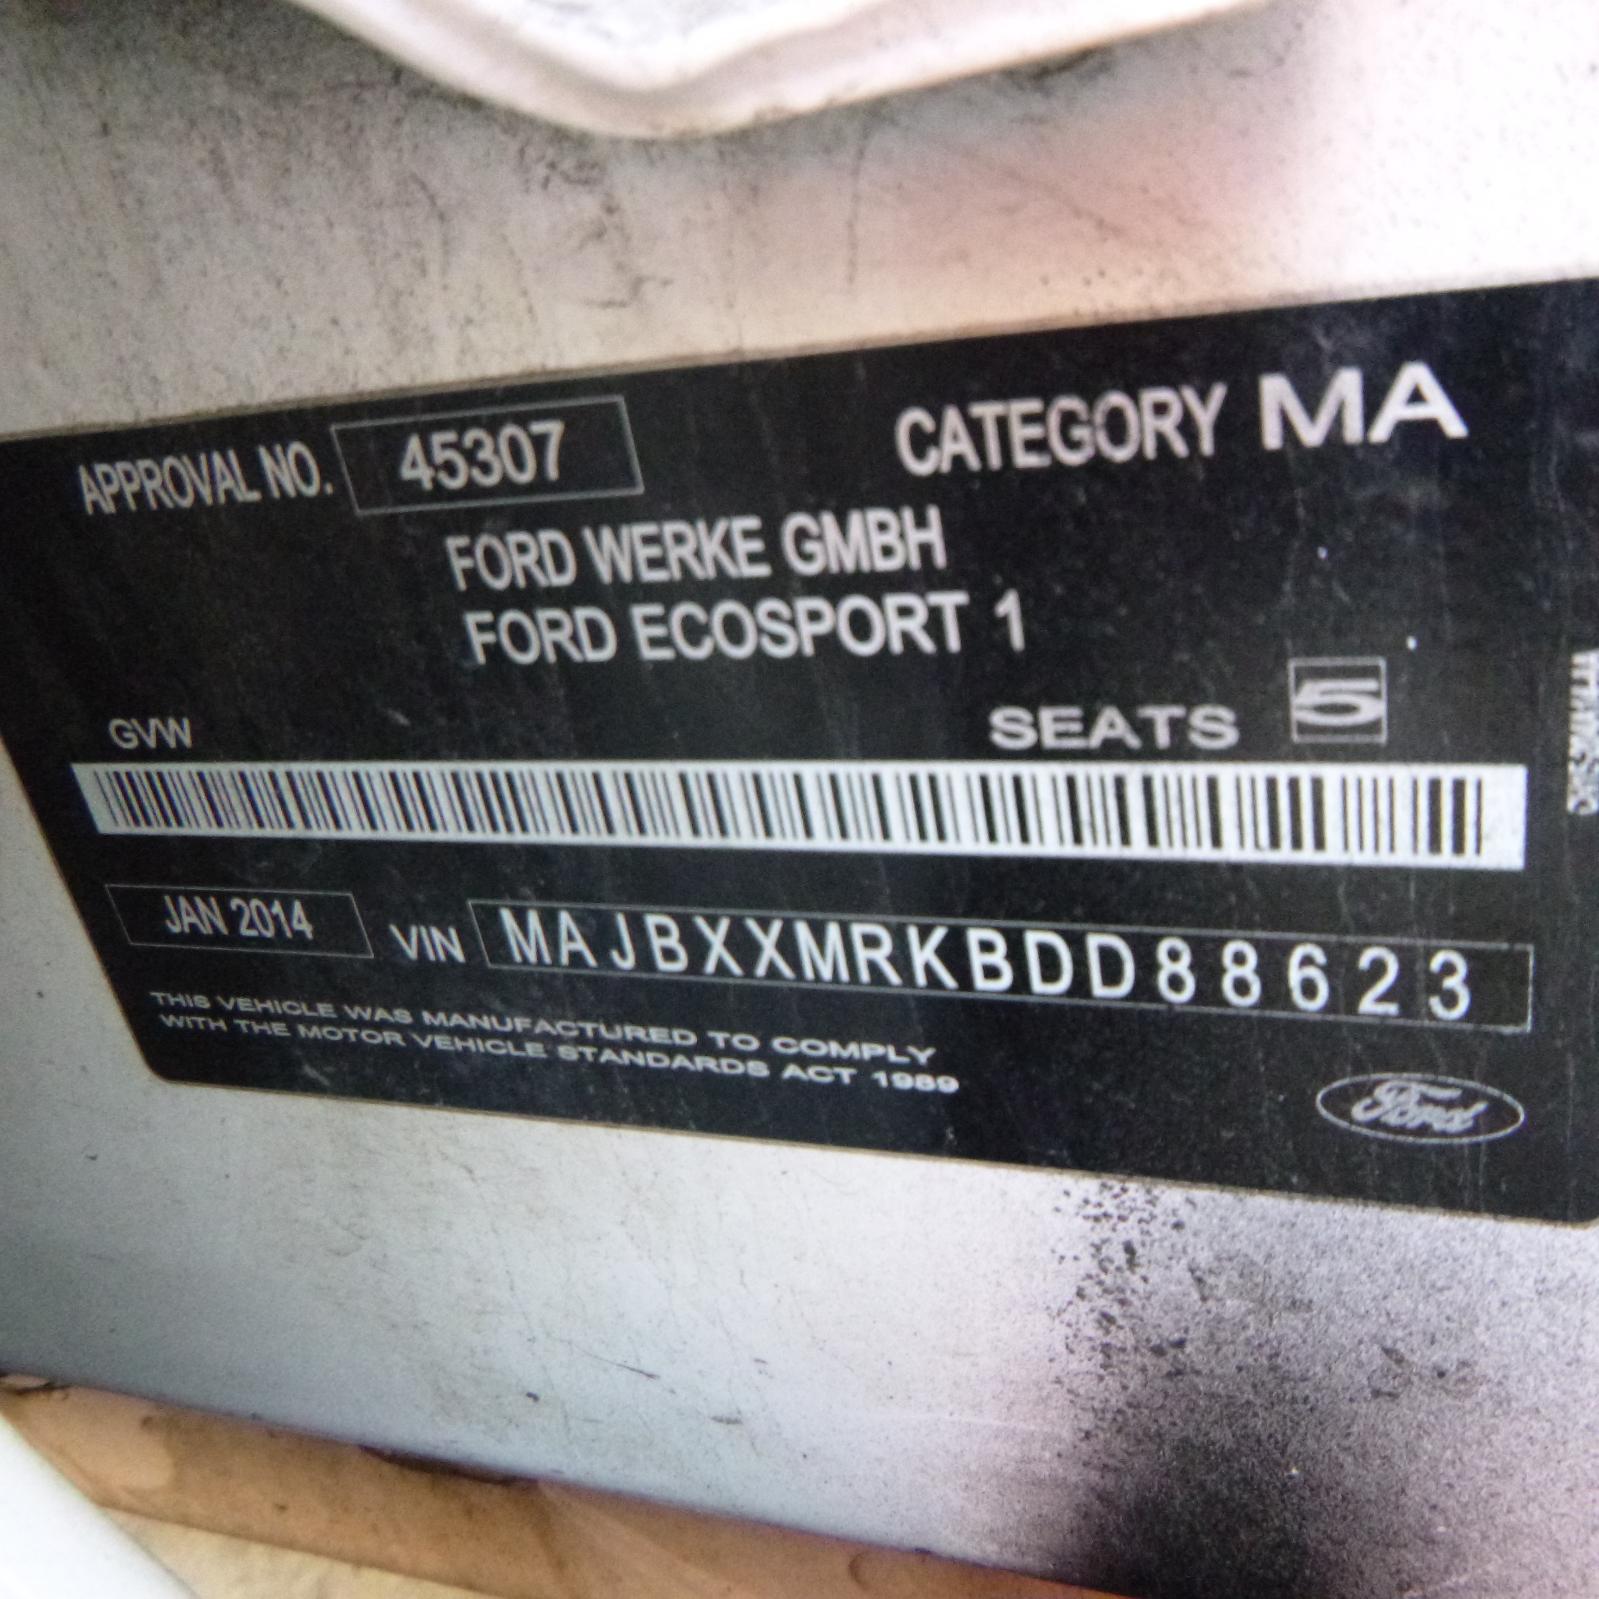 APPROVAL NO. 45307 CATEGORY MA
FORD WERKE GMBH
FORD ECOSPORT 1
GVW SEATS 5
JAN 2014 VIN MAJBXXMRKBDD88623
THIS VEHICLE WAS MANUFACTURED TO COMPLY
WITH THE MOTOR VEHICLE STANDARDS ACT 1989
Ford